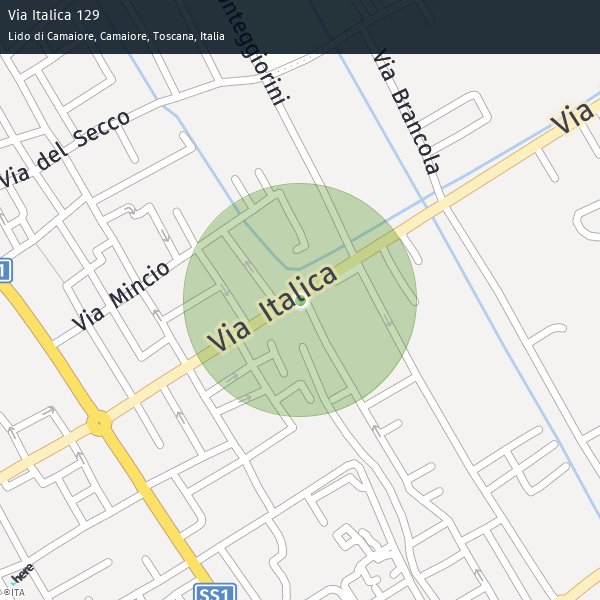 Via Italica 129
Lido di Camaiore, Camaiore, Toscana, Italia
onteggiorini
Via Brancola
Via
Via del Secco
1
Via Mincio
Via Italica
here
©ITA
SS1